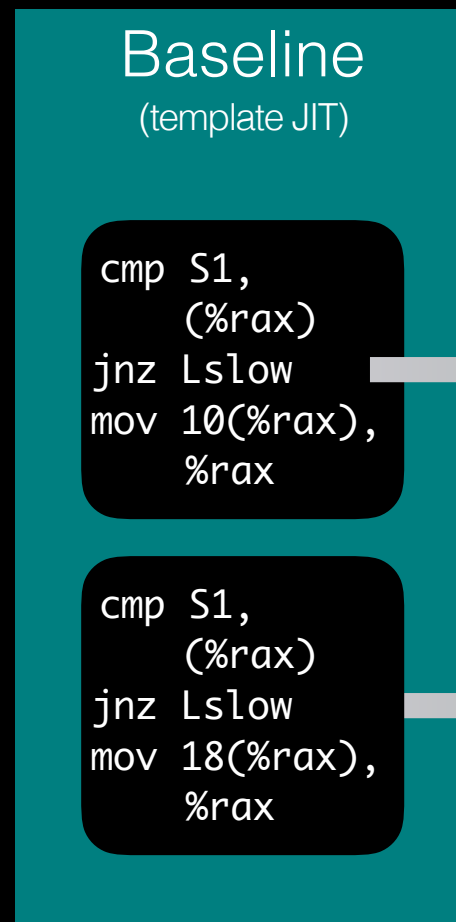 Baseline
(template JIT)
cmp S1,
(%rax)
jnz Lslow
mov 10(%rax),
%rax
cmp S1,
(%rax)
jnz Lslow
mov 18(%rax),
%rax